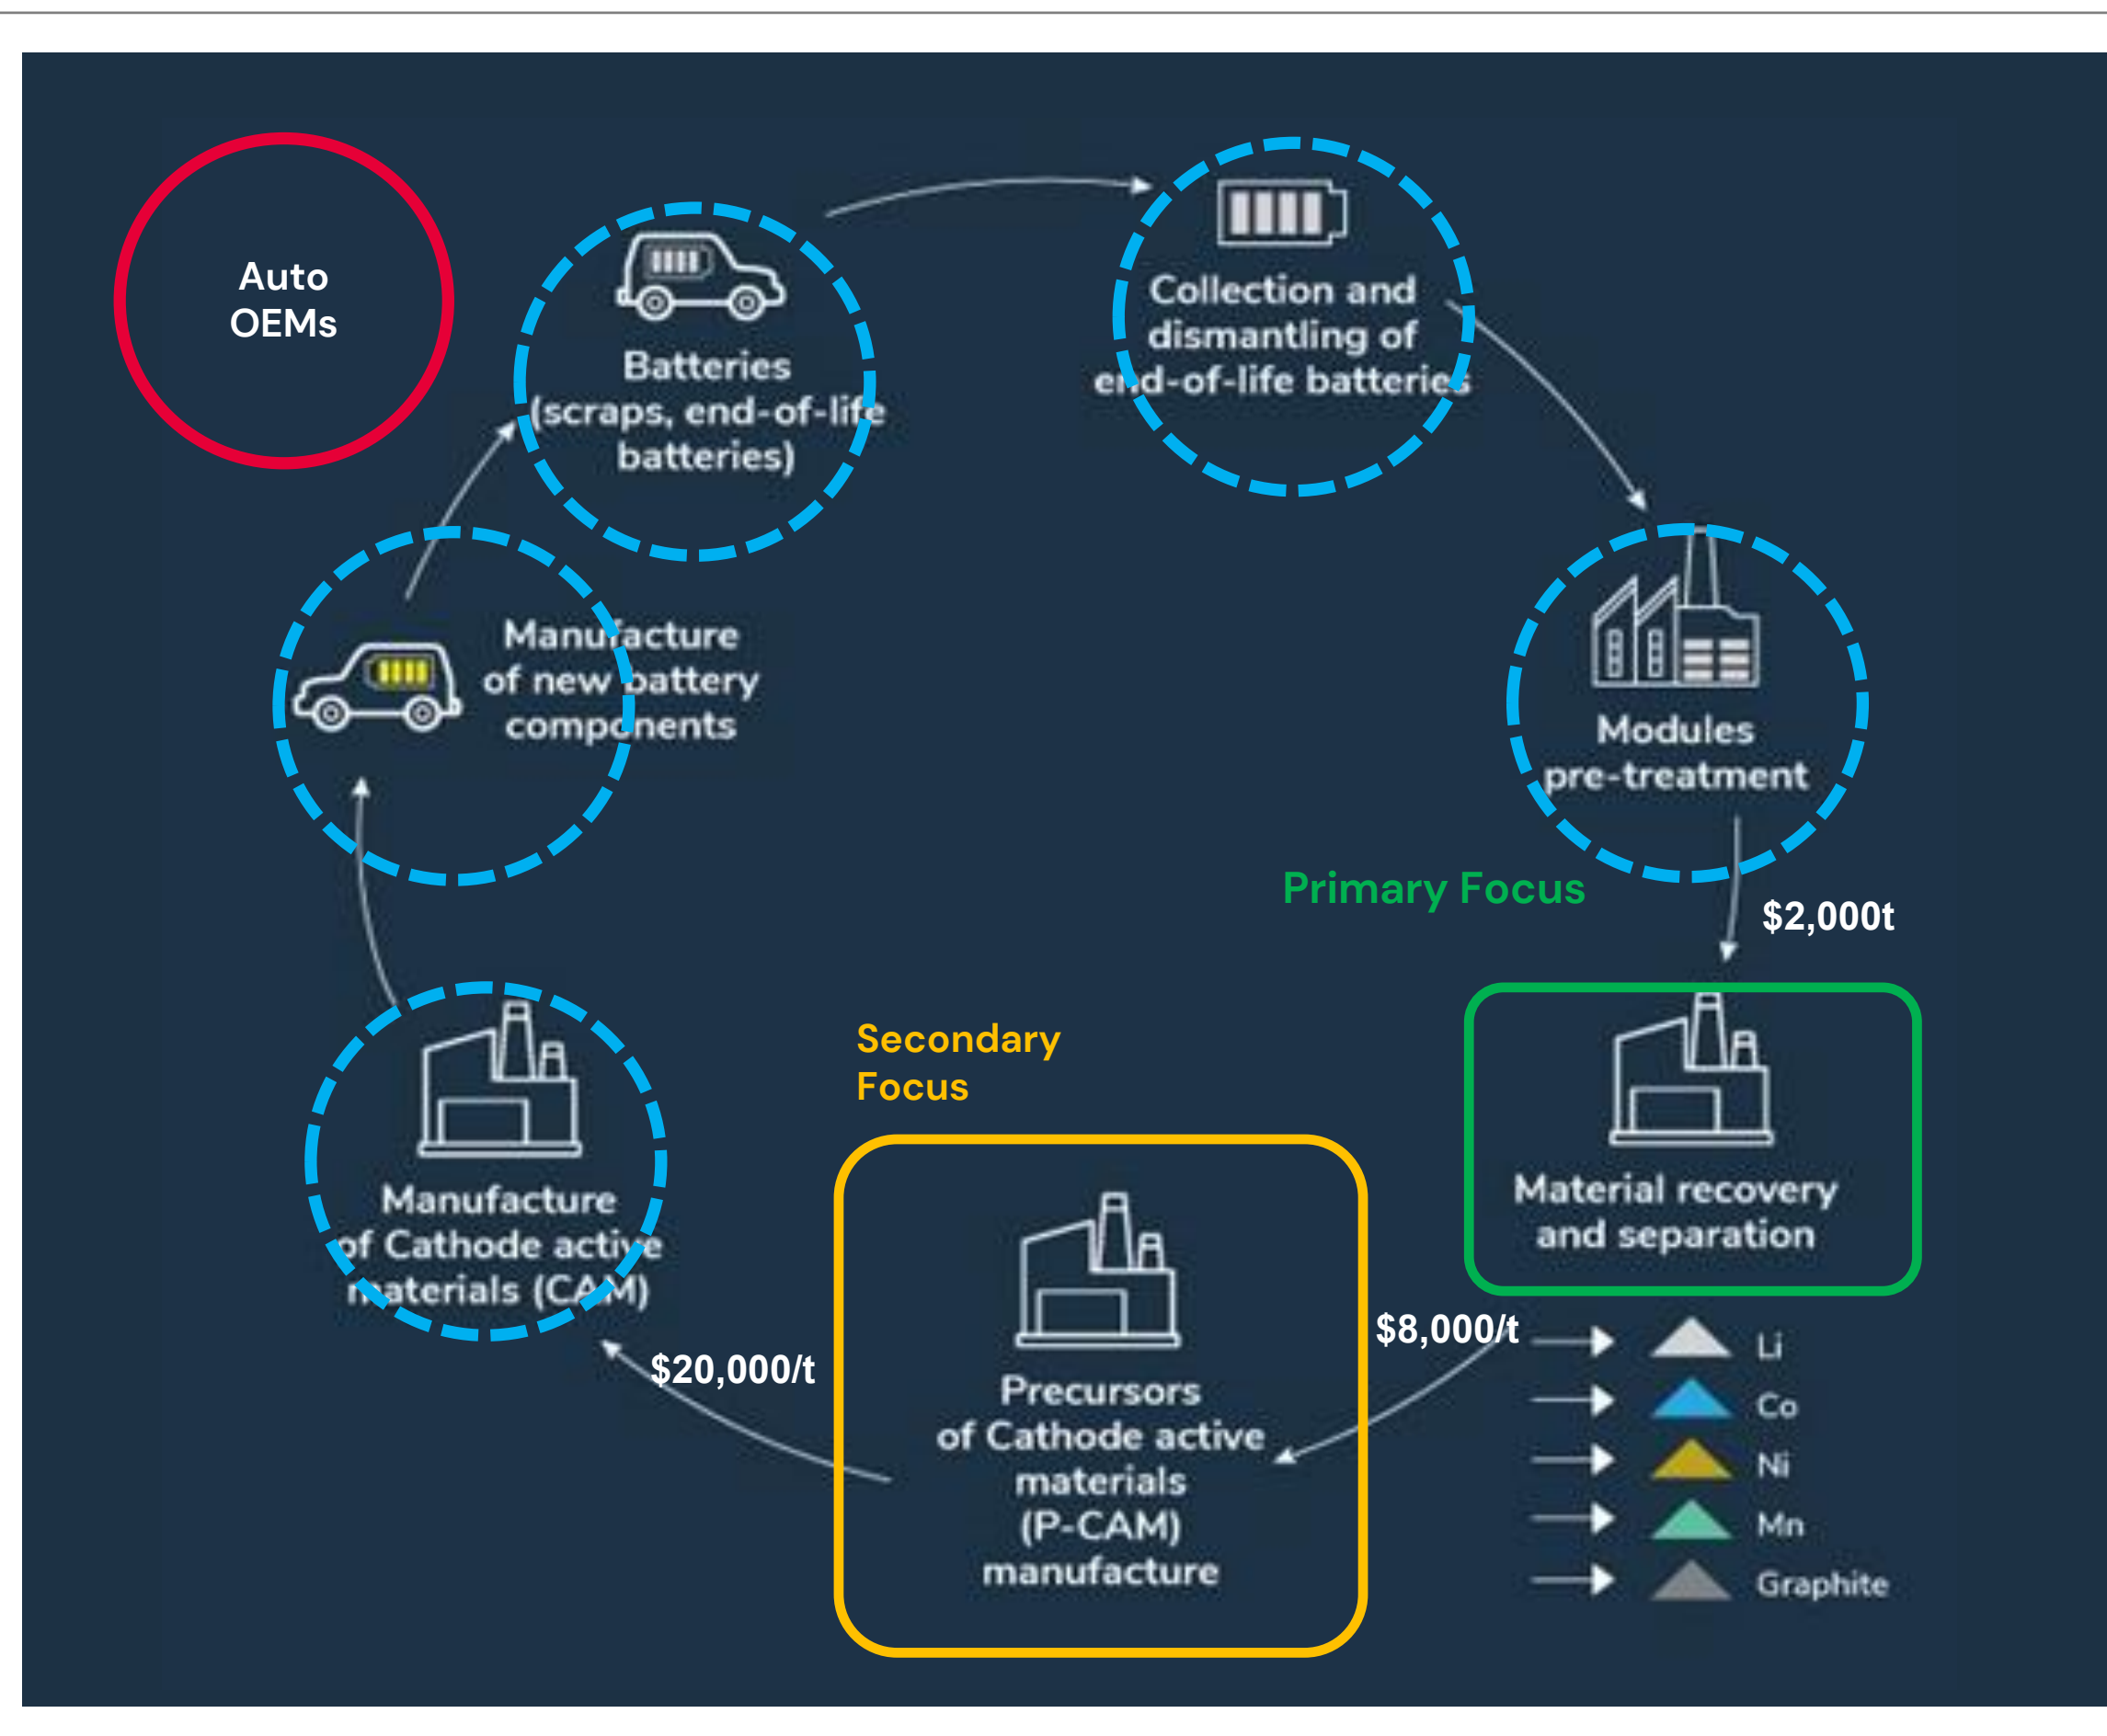 Auto
OEMs
Batteries
(scraps, end-of-life
batteries)
Collection and
dismantling of
end-of-life batteries
Modules
pre-treatment
Primary Focus
$2,000t
Material recovery
and separation
Li
Co
Ni
Mn
Graphite
$8,000/t
Secondary
Focus
Precursors
of Cathode active
materials
(P-CAM)
manufacture
$20,000/t
Manufacture
of Cathode active
materials (CAM)
Manufacture
of new battery
components